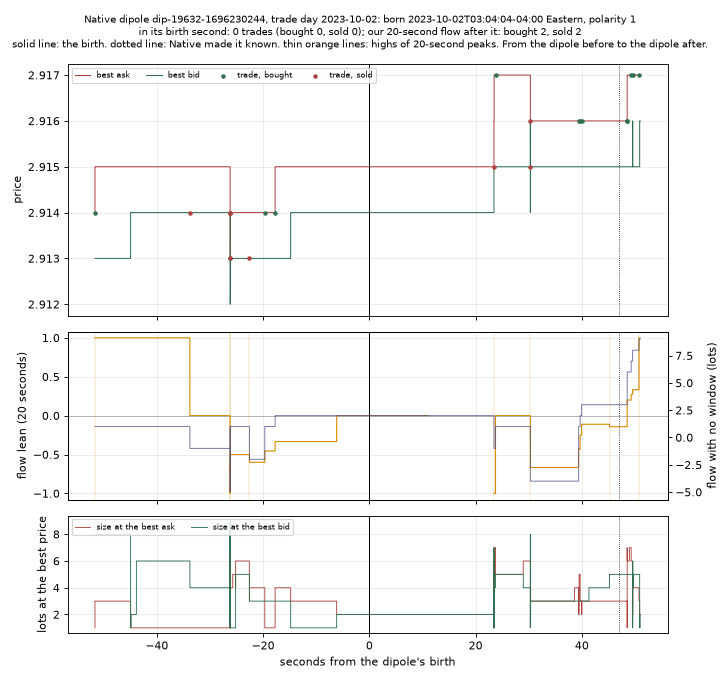 Native dipole dip-19632-1696230244, trade day 2023-10-02: born 2023-10-02T03:04:04-04:00 Eastern, polarity 1
in its birth second: 0 trades (bought 0, sold 0); our 20-second flow after it: bought 2, sold 2
solid line: the birth. dotted line: Native made it known. thin orange lines: highs of 20-second peaks. From the dipole before to the dipole after.
best ask
best bid
trade, bought
trade, sold
2.917
2.916
2.915
2.914
2.913
2.912
price
1.0
0.5
0.0
−0.5
−1.0
flow lean (20 seconds)
7.5
5.0
2.5
0.0
−2.5
−5.0
flow with no window (lots)
size at the best ask
size at the best bid
8
6
4
2
lots at the best price
−40
−20
0
20
40
seconds from the dipole's birth